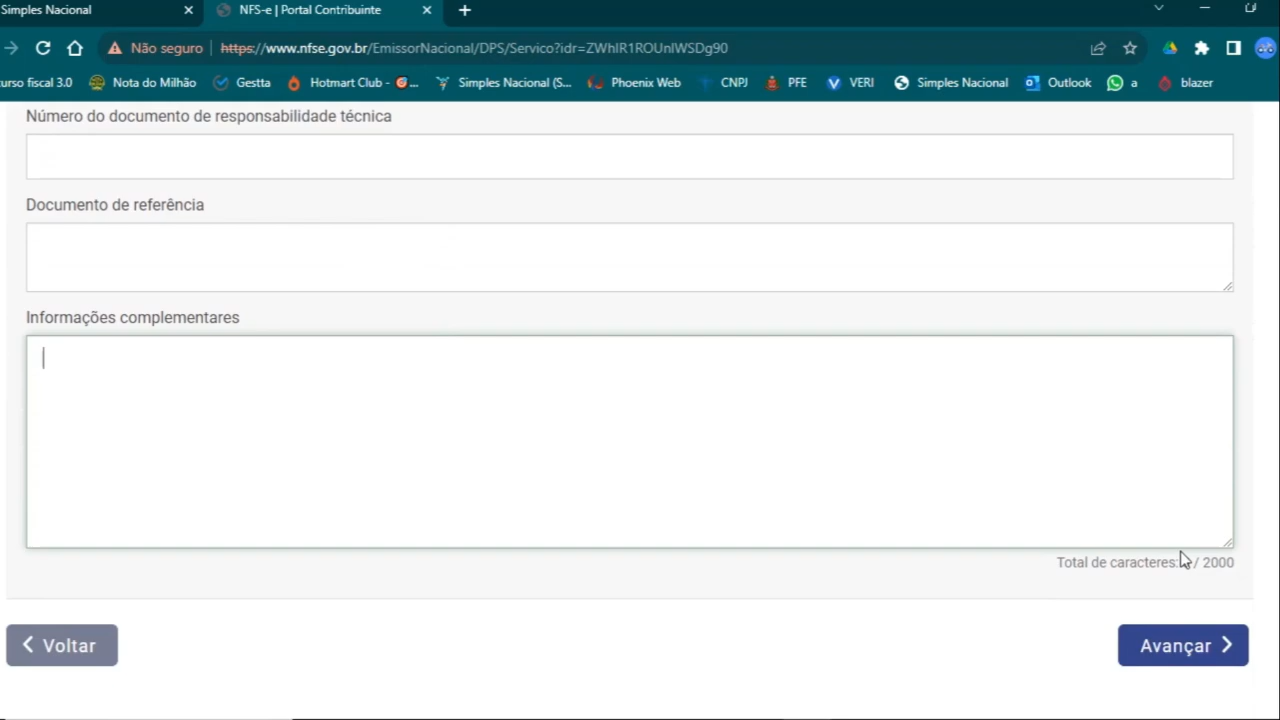 Simples Nacional
NFS-e | Portal Contribuinte
Não seguro https://www.nfse.gov.br/EmissorNacional/DPS/Servico?idr=
urso fiscal 3.0 Nota do Milhão Gestta Hotmart Club - ... Simples Nacional (S... Phoenix Web CNPJ PFE VERI Simples Nacional Outlook a blazer
Número do documento de responsabilidade técnica
Documento de referência
Informações complementares
Total de caracteres: / 2000
Voltar
Avançar